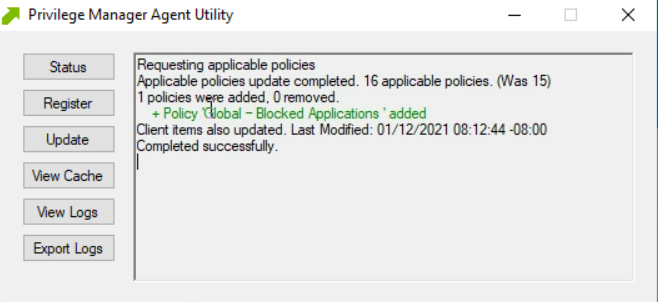 Privilege Manager Agent Utility
Status
Register
Update
View Cache
View Logs
Export Logs
Requesting applicable policies
Applicable policies update completed. 16 applicable policies. (Was 15)
1 policies were added, 0 removed.
+ Policy 'Global - Blocked Applications ' added
Client items also updated. Last Modified: 01/12/2021 08:12:44 -08:00
Completed successfully.